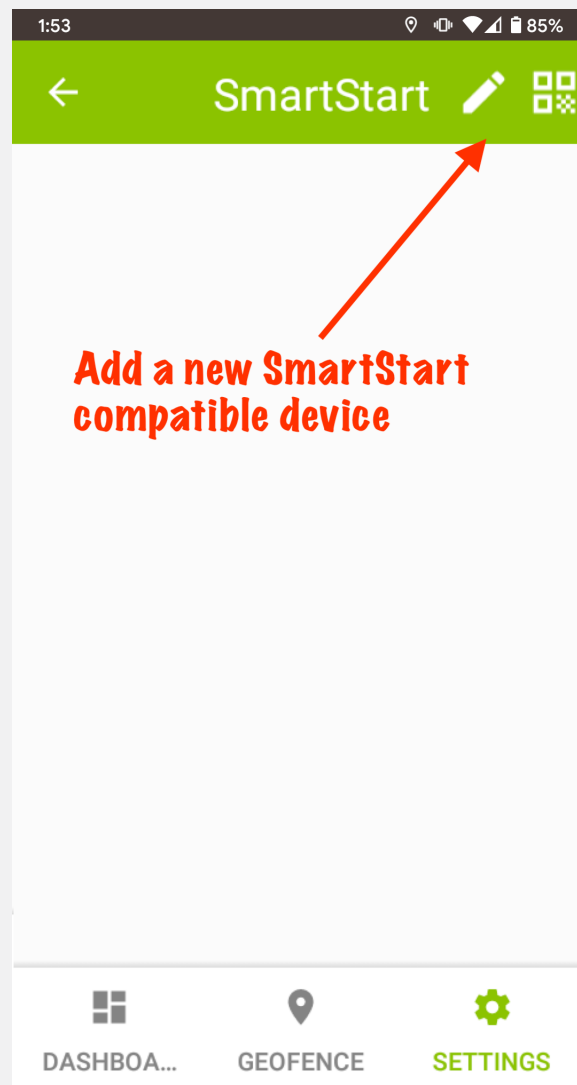 1:53
85%
SmartStart
Add a new SmartStart
compatible device
DASHBOA...
GEOFENCE
SETTINGS